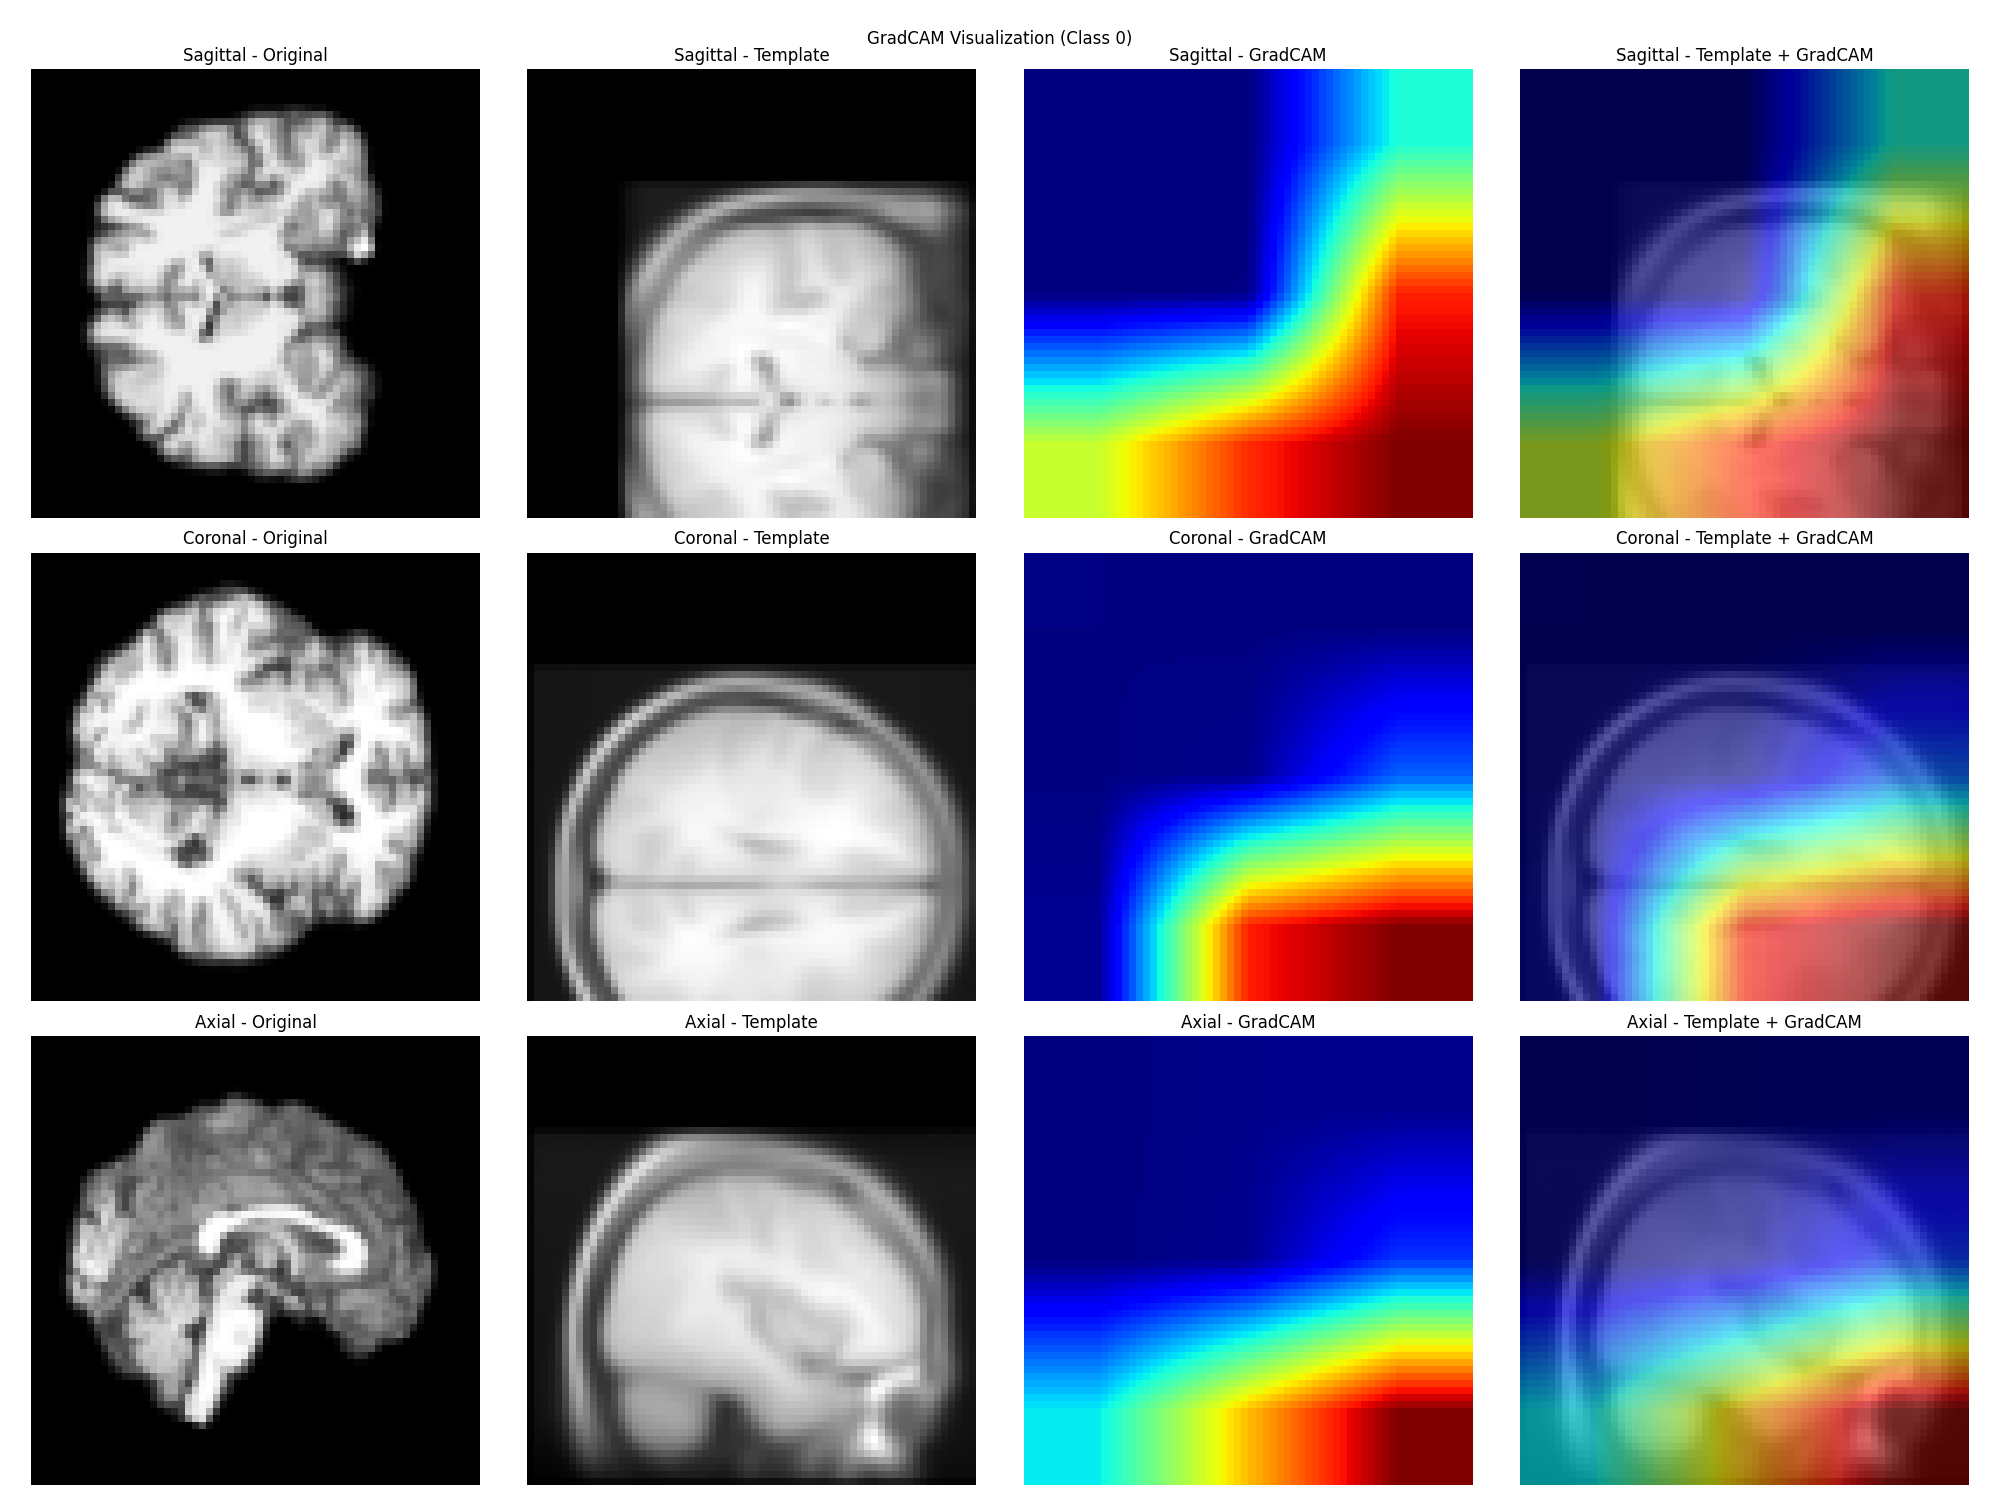 GradCAM Visualization (Class 0)
Sagittal - Original
Sagittal - Template
Sagittal - GradCAM
Sagittal - Template + GradCAM
Coronal - Original
Coronal - Template
Coronal - GradCAM
Coronal - Template + GradCAM
Axial - Original
Axial - Template
Axial - GradCAM
Axial - Template + GradCAM